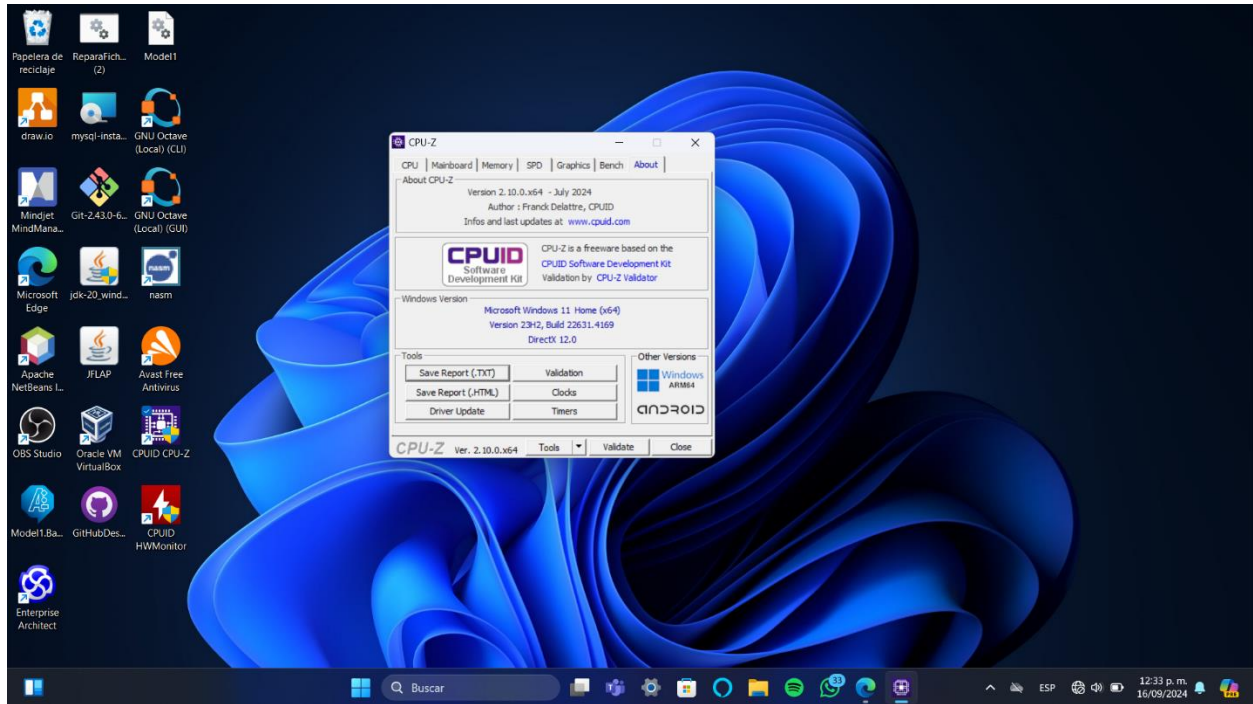 Papelera de
reciclaje
ReparaFich...
(2)
Model1
draw.io
mysql-insta...
GNU Octave
(Local) (CLI)
Mindjet
MindMana...
Git-2.43.0-6...
GNU Octave
(Local) (GUI)
Microsoft
Edge
jdk-20_wind...
nasm
nasm
Apache
NetBeans I...
JFLAP
Avast Free
Antivirus
OBS Studio
Oracle VM
VirtualBox
CPUID CPU-Z
Model1.Ba...
GitHubDes...
CPUID
HWMonitor
Enterprise
Architect
CPU-Z
CPU Mainboard Memory SPD Graphics Bench About
About CPU-Z
Version 2.10.0.x64 - July 2024
Author : Franck Delattre, CPUID
Infos and last updates at www.cpuid.com
CPUID
Software
Development Kit
CPU-Z is a freeware based on the
CPUID Software Development Kit
Validation by CPU-Z Validator
Windows Version
Microsoft Windows 11 Home (x64)
Version 23H2, Build 22631.4169
DirectX 12.0
Tools
Save Report (.TXT) Validation
Save Report (.HTML) Clocks
Driver Update Timers
Other Versions
Windows
ARM64
android
CPU-Z Ver. 2.10.0.x64 Tools Validate Close
Buscar
33
ESP
12:33 p. m.
16/09/2024